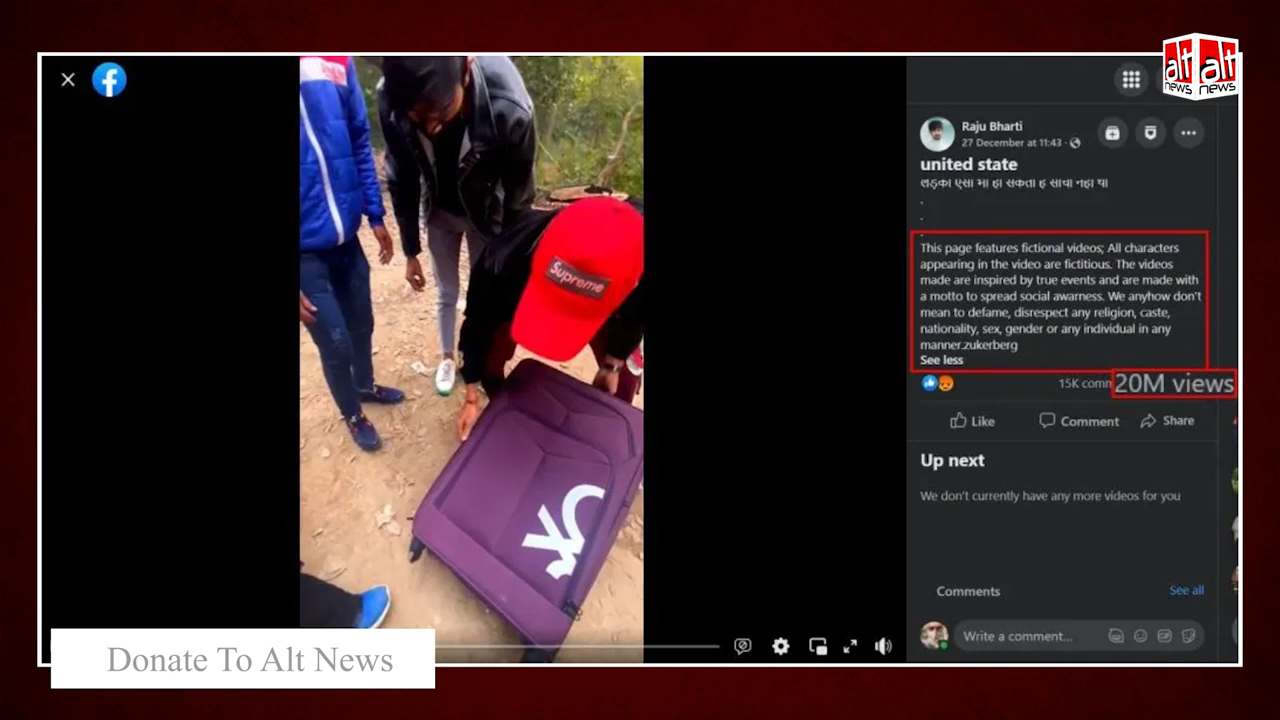 alt alt
news news
Raju Bharti
27 December at 11:43 ·
united state
This page features fictional videos; All characters
appearing in the video are fictitious. The videos
made are inspired by true events and are made with
a motto to spread social awarness. We anyhow don't
mean to defame, disrespect any religion, caste,
nationality, sex, gender or any individual in any
manner.zukerberg
See less
15K comm
20M views
Like
Comment
Share
Up next
We don't currently have any more videos for you
Comments
See all
Write a comment...
Supreme
Donate To Alt News